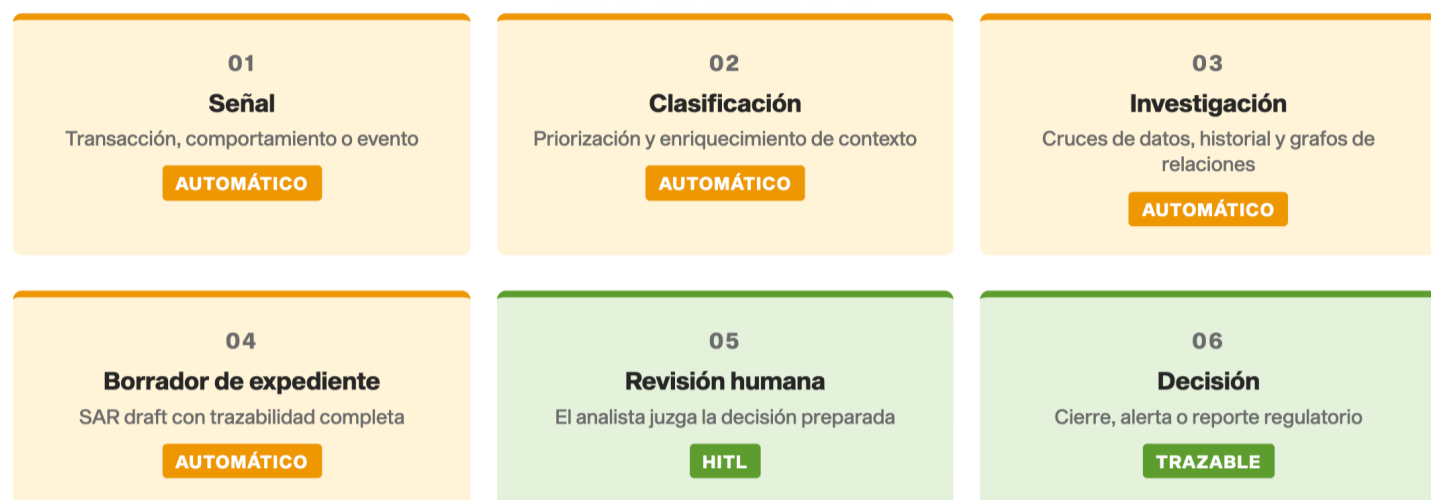 01
Señal
Transacción, comportamiento o evento
AUTOMÁTICO
02
Clasificación
Priorización y enriquecimiento de contexto
AUTOMÁTICO
03
Investigación
Cruces de datos, historial y grafos de
relaciones
AUTOMÁTICO
04
Borrador de expediente
SAR draft con trazabilidad completa
AUTOMÁTICO
05
Revisión humana
El analista juzga la decisión preparada
HITL
06
Decisión
Cierre, alerta o reporte regulatorio
TRAZABLE